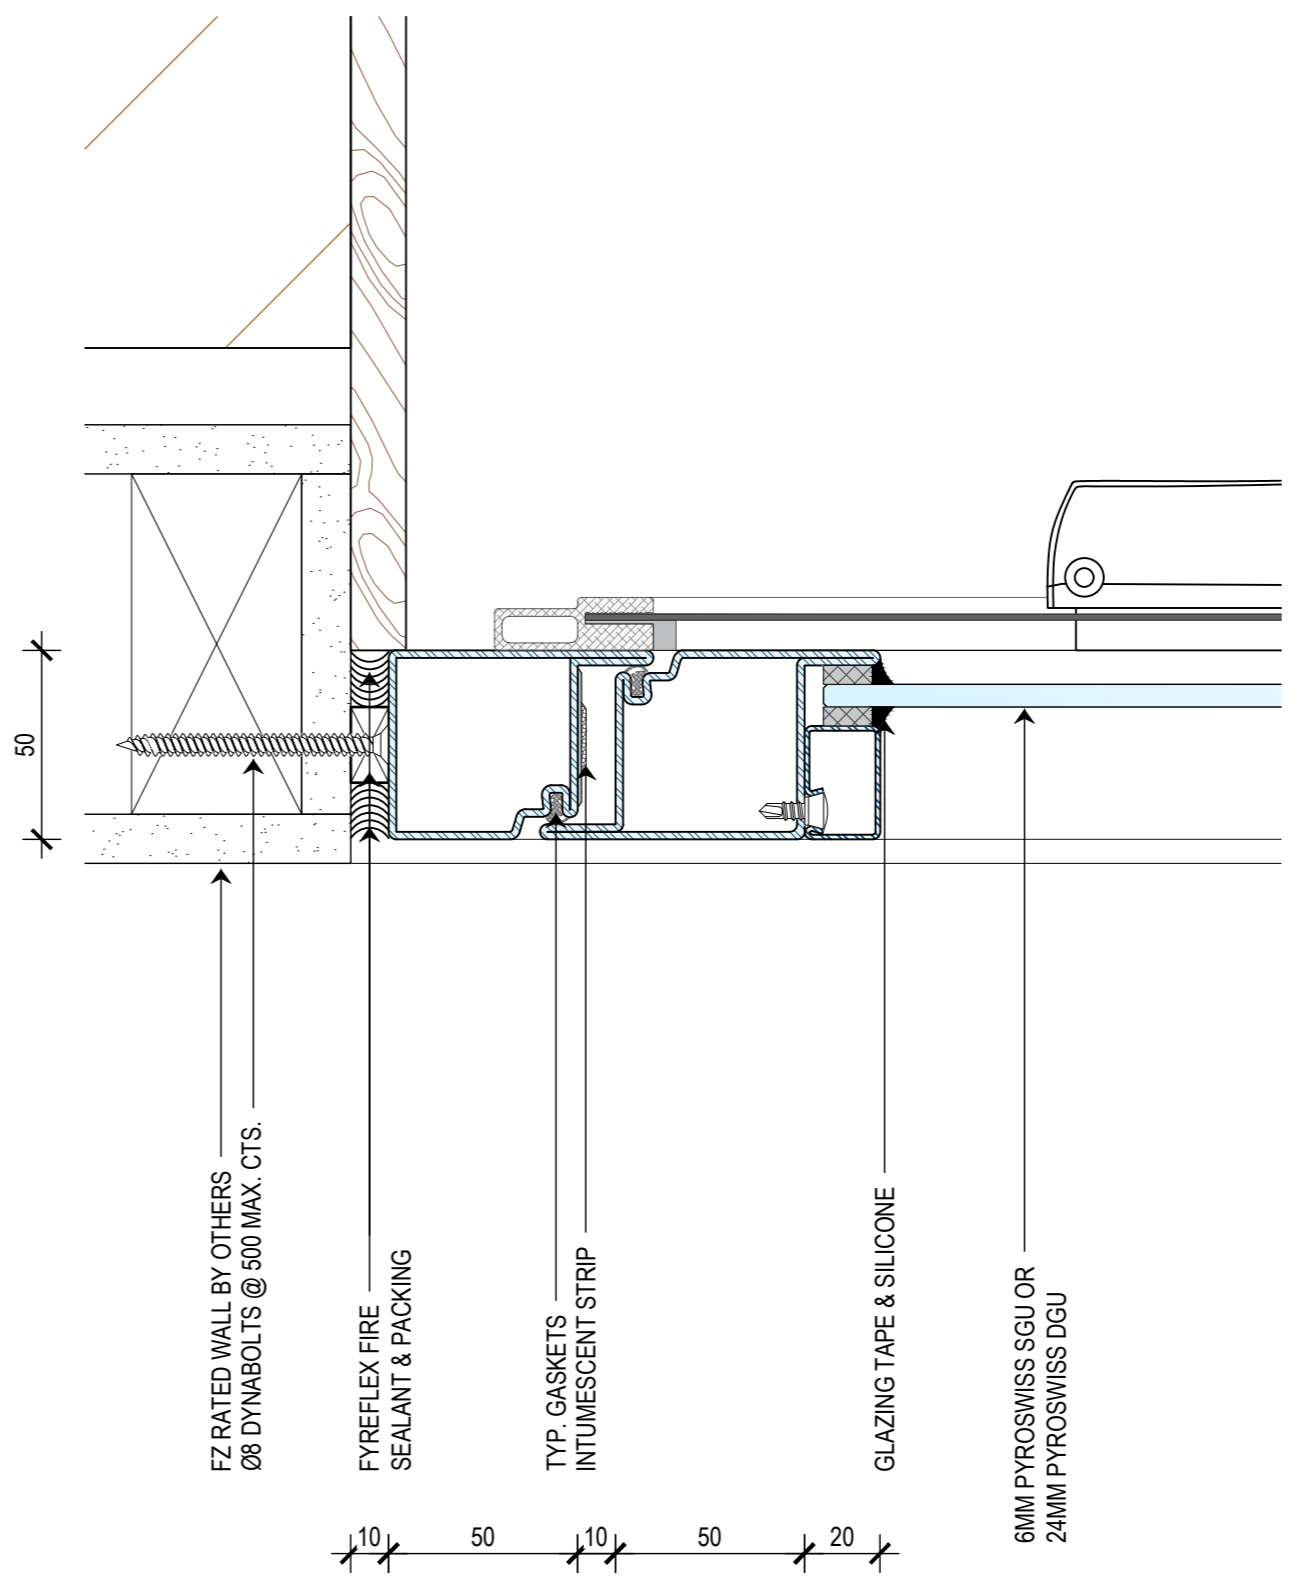 50
FZ RATED WALL BY OTHERS
Ø8 DYNABOLTS @ 500 MAX. CTS.
FYREFLEX FIRE
SEALANT & PACKING
TYP. GASKETS
INTUMESCENT STRIP
GLAZING TAPE & SILICONE
6MM PYROSWISS SGU OR
24MM PYROSWISS DGU
10 50 10 50 20